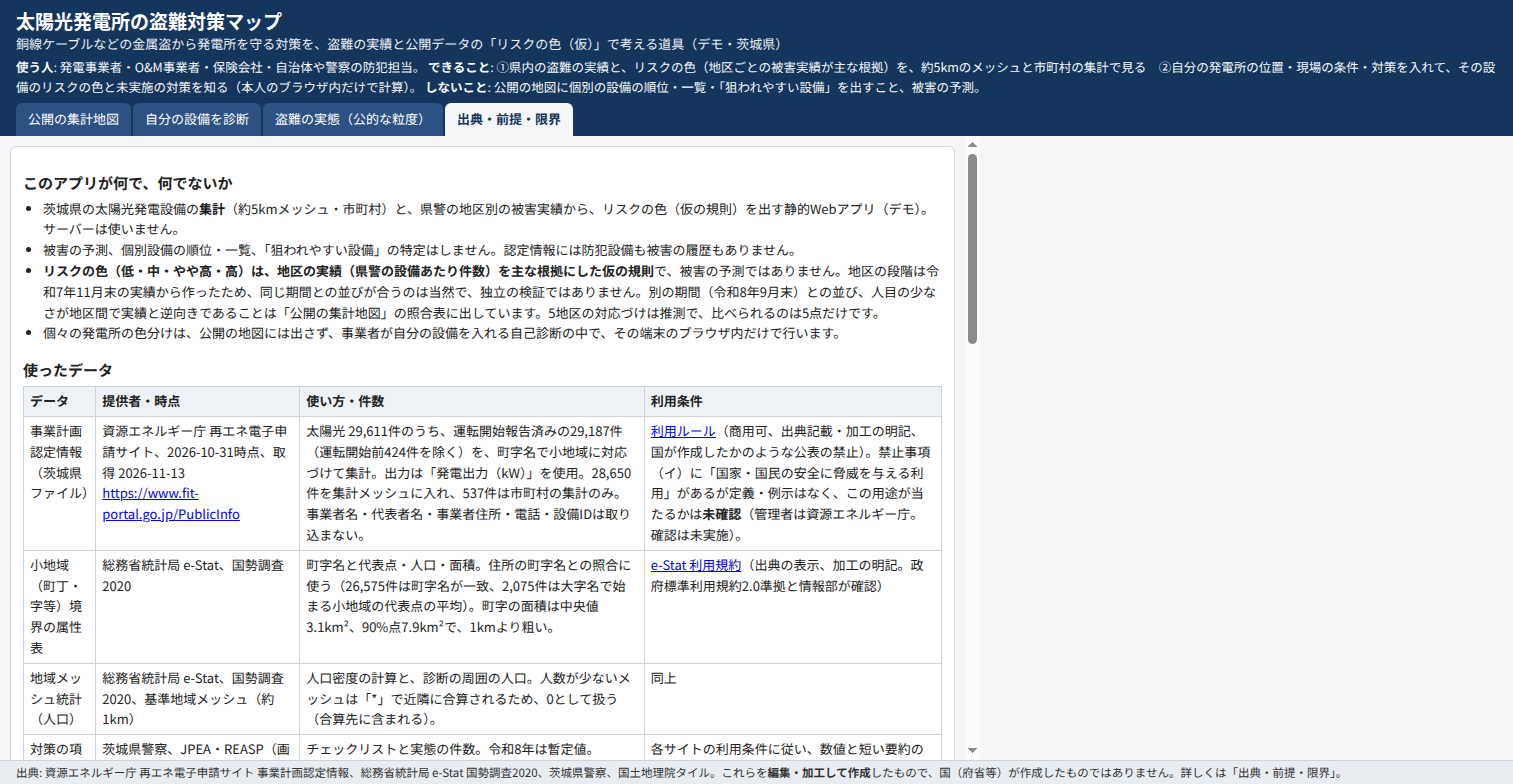 太陽光発電所の盗難対策マップ
銅線ケーブルなどの金属盗から発電所を守る対策を、盗難の実績と公開データの「リスクの色（仮）」で考える道具（デモ・茨城県）
使う人: 発電事業者・O&M事業者・保険会社・自治体や警察の防犯担当。 できること: ①県内の盗難の実績と、リスクの色（地区ごとの被害実績が主な根拠）を、約5kmのメッシュと市町村の集計で見る　②自分の発電所の位置・現場の条件・対策を入れて、その設
備のリスクの色と未実施の対策を知る（本人のブラウザ内だけで計算）。 しないこと: 公開の地図に個別の設備の順位・一覧・「狙われやすい設備」を出すこと、被害の予測。
公開の集計地図
自分の設備を診断
盗難の実態（公的な粒度）
出典・前提・限界
このアプリが何で、何でないか
茨城県の太陽光発電設備の集計（約5kmメッシュ・市町村）と、県警の地区別の被害実績から、リスクの色（仮の規則）を出す静的Webアプリ（デモ）。
サーバーは使いません。
被害の予測、個別設備の順位・一覧、「狙われやすい設備」の特定はしません。認定情報には防犯設備も被害の履歴もありません。
リスクの色（低・中・やや高・高）は、地区の実績（県警の設備あたり件数）を主な根拠にした仮の規則で、被害の予測ではありません。地区の段階は令
和7年11月末の実績から作ったため、同じ期間との並びが合うのは当然で、独立の検証ではありません。別の期間（令和8年9月末）との並び、人目の少な
さが地区間で実績と逆向きであることは「公開の集計地図」の照合表に出しています。5地区の対応づけは推測で、比べられるのは5点だけです。
個々の発電所の色分けは、公開の地図には出さず、事業者が自分の設備を入れる自己診断の中で、その端末のブラウザ内だけで行います。
使ったデータ
データ
提供者・時点
使い方・件数
利用条件
事業計画
認定情報
（茨城県
ファイル）
資源エネルギー庁 再エネ電子申
請サイト、2026-10-31時点、取
得 2026-11-13
https://www.fit-
portal.go.jp/PublicInfo
太陽光 29,611件のうち、運転開始報告済みの29,187件
（運転開始前424件を除く）を、町字名で小地域に対応
づけて集計。出力は「発電出力（kW）」を使用。28,650
件を集計メッシュに入れ、537件は市町村の集計のみ。
事業者名・代表者名・事業者住所・電話・設備IDは取り
込まない。
利用ルール（商用可、出典記載・加工の明記、
国が作成したかのような公表の禁止）。禁止事項
（イ）に「国家・国民の安全に脅威を与える利
用」があるが定義・例示はなく、この用途が当
たるかは未確認（管理者は資源エネルギー庁。
確認は未実施）。
小地域
（町丁・
字等）境
界の属性
表
総務省統計局 e-Stat、国勢調査
2020
町字名と代表点・人口・面積。住所の町字名との照合に
使う（26,575件は町字名が一致、2,075件は大字名で始
まる小地域の代表点の平均）。町字の面積は中央値
3.1km²、90%点7.9km²で、1kmより粗い。
e-Stat 利用規約（出典の表示、加工の明記。政
府標準利用規約2.0準拠と情報部が確認）
地域メッ
シュ統計
（人口）
総務省統計局 e-Stat、国勢調査
2020、基準地域メッシュ（約
1km）
人口密度の計算と、診断の周囲の人口。人数が少ないメ
ッシュは「*」で近隣に合算されるため、0として扱う
（合算先に含まれる）。
同上
対策の項
茨城県警察、JPEA・REASP（画
チェックリストと実態の件数。令和8年は暫定値。
各サイトの利用条件に従い、数値と短い要約の
出典: 資源エネルギー庁 再エネ電子申請サイト 事業計画認定情報、総務省統計局 e-Stat 国勢調査2020、茨城県警察、国土地理院タイル。これらを編集・加工して作成したもので、国（府省等）が作成したものではありません。詳しくは「出典・前提・限界」。